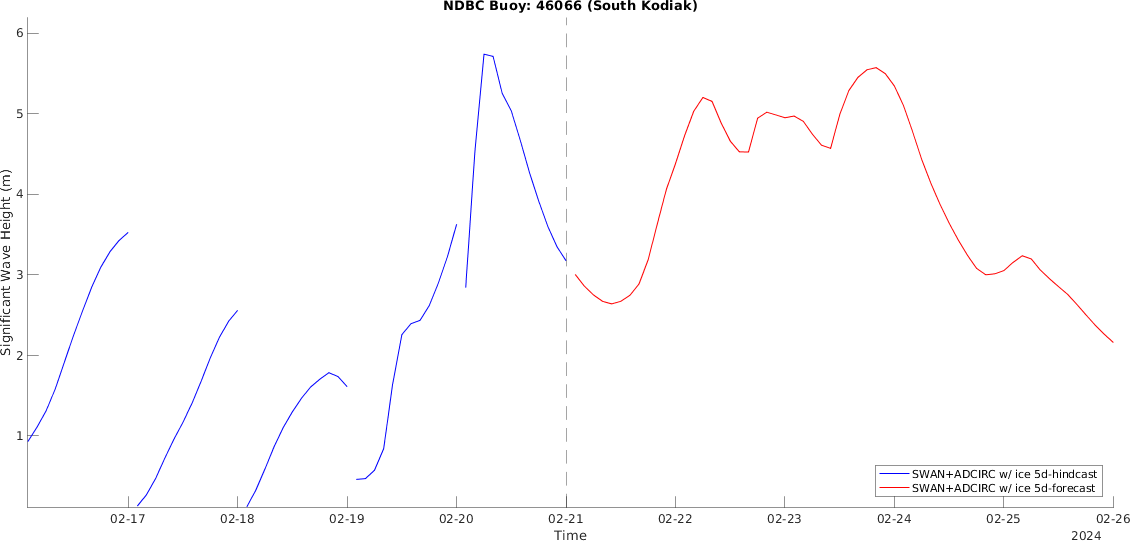 NDBC Buoy: 46066 (South Kodiak)
Significant Wave Height (m)
6
5
4
3
2
1
SWAN+ADCIRC w/ ice 5d-hindcast
SWAN+ADCIRC w/ ice 5d-forecast
02-17 02-18 02-19 02-20 02-21 02-22 02-23 02-24 02-25 02-26
Time
2024